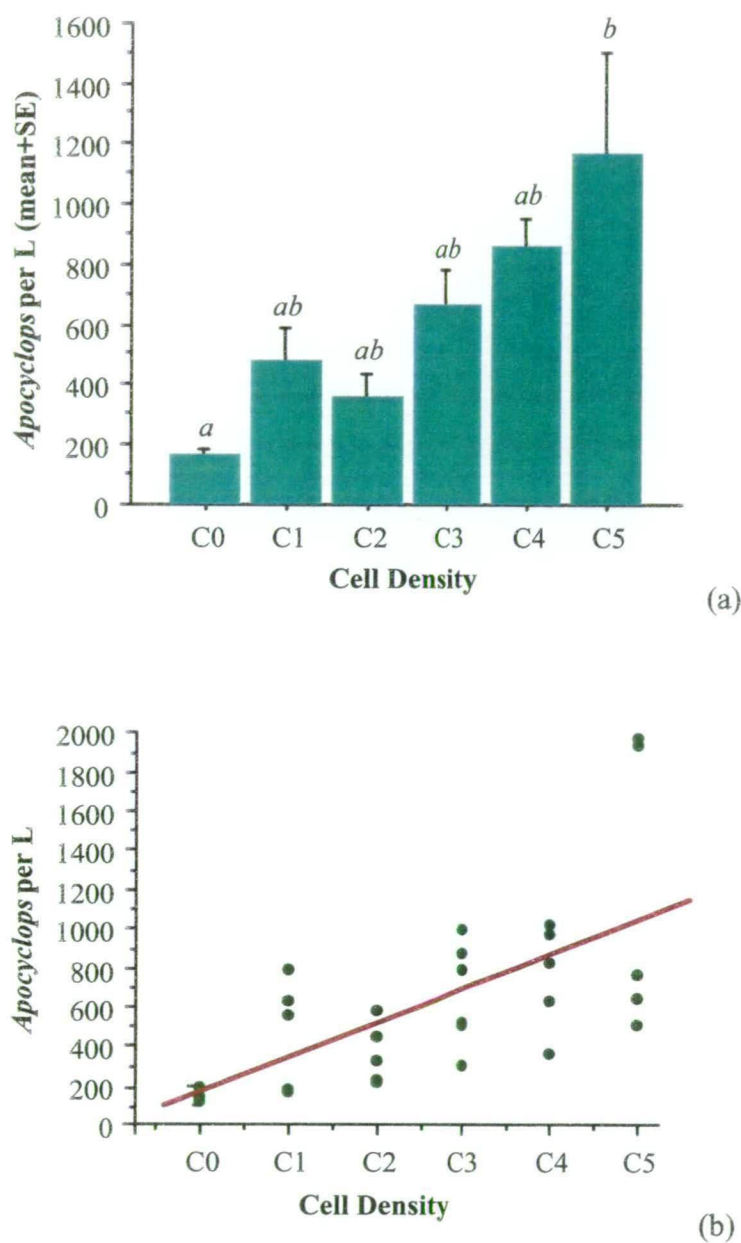 1600
1400
1200
1000
800
600
400
200
0
Apocyclops per L (mean+SE)
a
ab
ab
ab
ab
b
C0 C1 C2 C3 C4 C5
Cell Density
(a)
2000
1800
1600
1400
1200
1000
800
600
400
200
0
Apocyclops per L
C0 C1 C2 C3 C4 C5
Cell Density
(b)